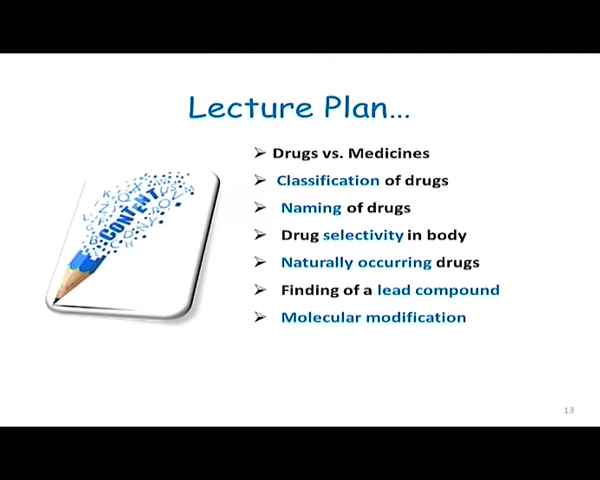 Lecture Plan...
Drugs vs. Medicines
Classification of drugs
Naming of drugs
Drug selectivity in body
Naturally occurring drugs
Finding of a lead compound
Molecular modification
CONTENT
13